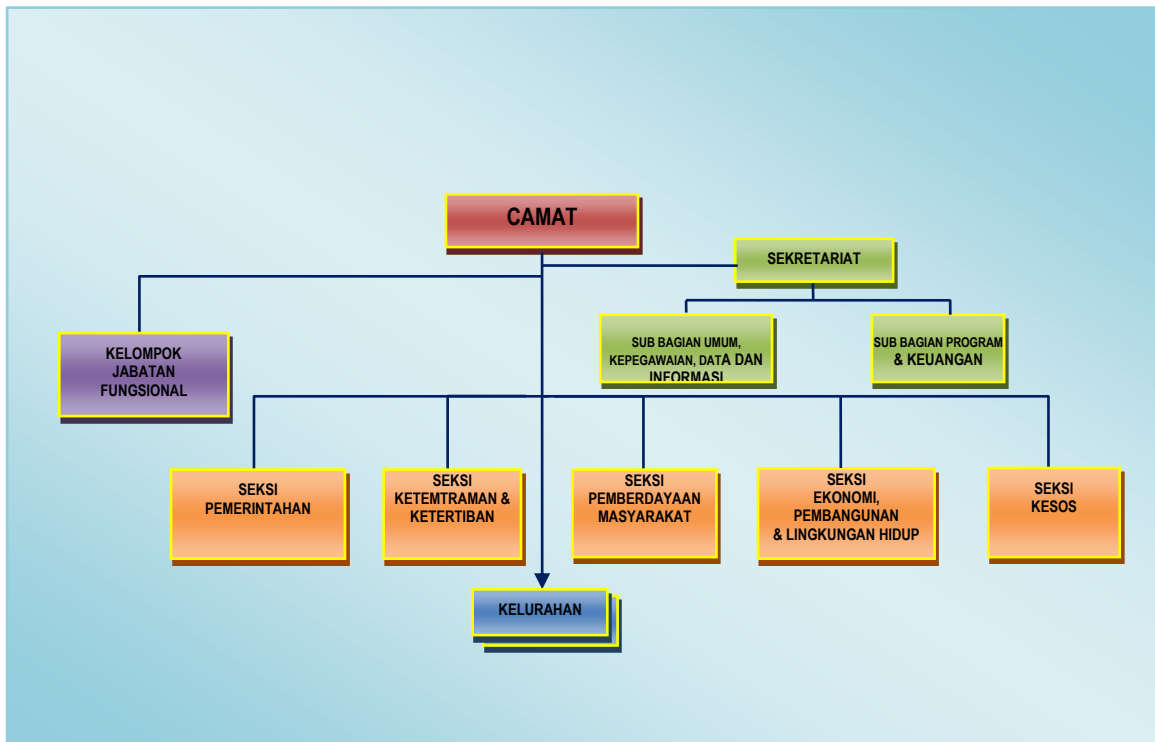 CAMAT
SEKRETARIAT
KELOMPOK
JABATAN
FUNGSIONAL
SUB BAGIAN UMUM,
KEPEGAWAIAN, DATA DAN
INFORMASI
SUB BAGIAN PROGRAM
& KEUANGAN
SEKSI
PEMERINTAHAN
SEKSI
KETEMTRAMAN &
KETERTIBAN
SEKSI
PEMBERDAYAAN
MASYARAKAT
SEKSI
EKONOMI,
PEMBANGUNAN
& LINGKUNGAN HIDUP
SEKSI
KESOS
KELURAHAN